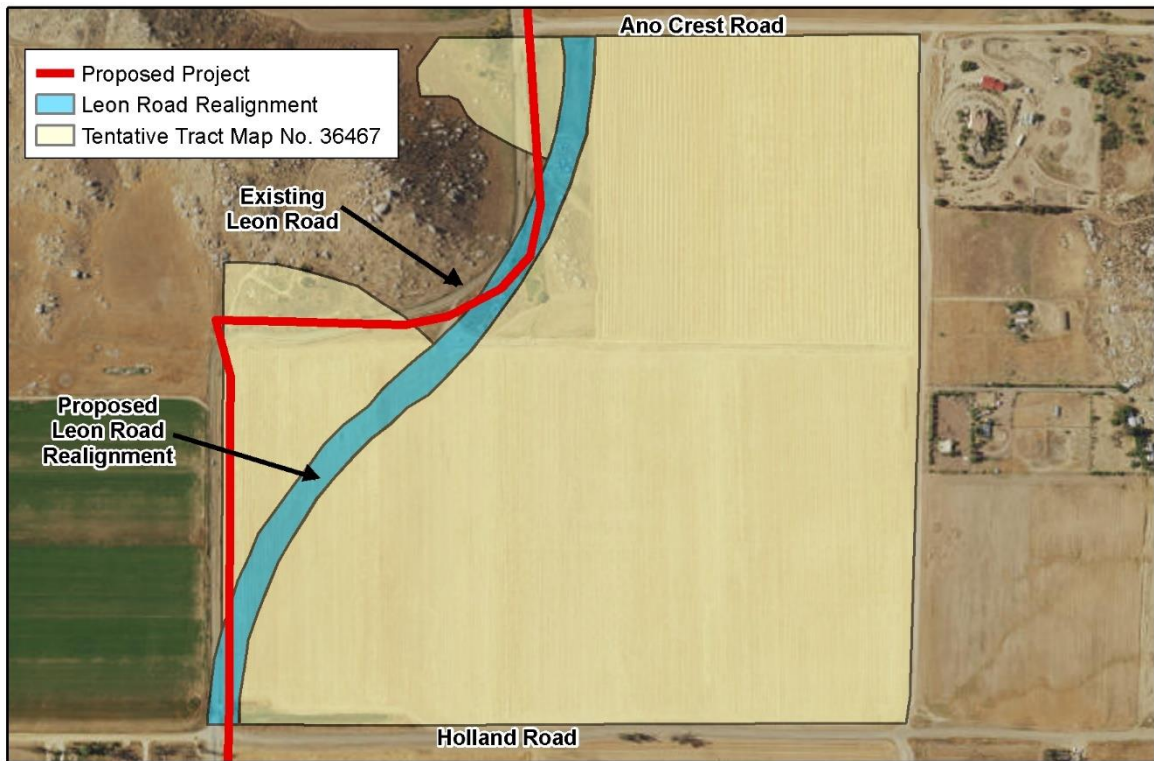 Ano Crest Road
Proposed Project
Leon Road Realignment
Tentative Tract Map No. 36467
Existing
Leon Road
Proposed
Leon Road
Realignment
Holland Road